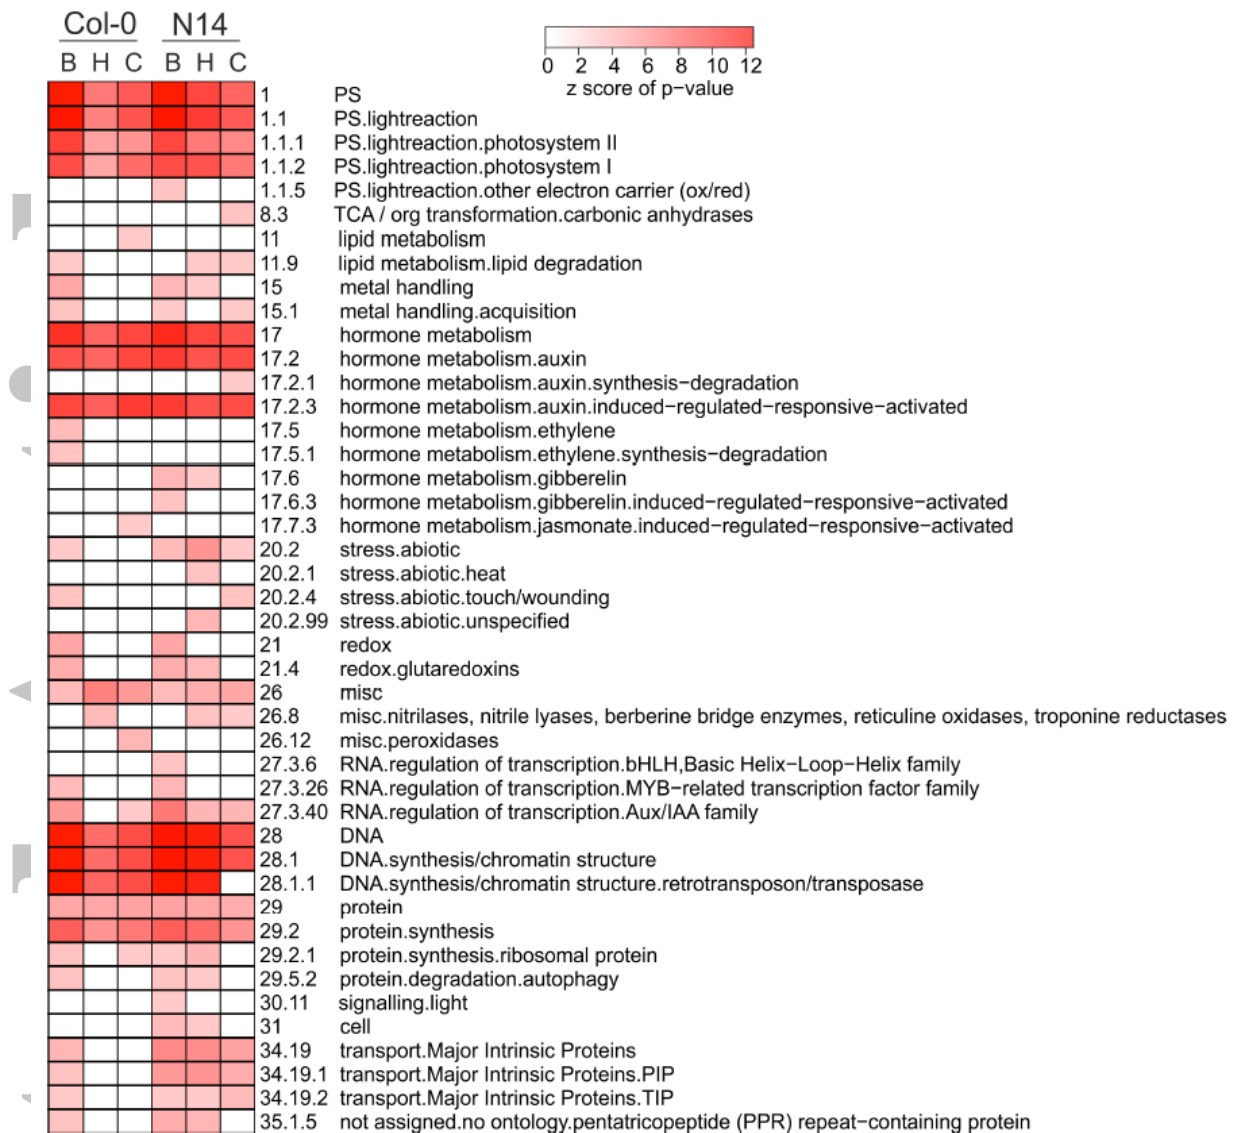 Col-0 N14
B H C B H C
0 2 4 6 8 10 12
z score of p−value
1 PS
1.1 PS.lightreaction
1.1.1 PS.lightreaction.photosystem II
1.1.2 PS.lightreaction.photosystem I
1.1.5 PS.lightreaction.other electron carrier (ox/red)
8.3 TCA / org transformation.carbonic anhydrases
11 lipid metabolism
11.9 lipid metabolism.lipid degradation
15 metal handling
15.1 metal handling.acquisition
17 hormone metabolism
17.2 hormone metabolism.auxin
17.2.1 hormone metabolism.auxin.synthesis−degradation
17.2.3 hormone metabolism.auxin.induced−regulated−responsive−activated
17.5 hormone metabolism.ethylene
17.5.1 hormone metabolism.ethylene.synthesis−degradation
17.6 hormone metabolism.gibberelin
17.6.3 hormone metabolism.gibberelin.induced−regulated−responsive−activated
17.7.3 hormone metabolism.jasmonate.induced−regulated−responsive−activated
20.2 stress.abiotic
20.2.1 stress.abiotic.heat
20.2.4 stress.abiotic.touch/wounding
20.2.99 stress.abiotic.unspecified
21 redox
21.4 redox.glutaredoxins
26 misc
26.8 misc.nitrilases, nitrile lyases, berberine bridge enzymes, reticuline oxidases, troponine reductases
26.12 misc.peroxidases
27.3.6 RNA.regulation of transcription.bHLH,Basic Helix−Loop−Helix family
27.3.26 RNA.regulation of transcription.MYB−related transcription factor family
27.3.40 RNA.regulation of transcription.Aux/IAA family
28 DNA
28.1 DNA.synthesis/chromatin structure
28.1.1 DNA.synthesis/chromatin structure.retrotransposon/transposase
29 protein
29.2 protein.synthesis
29.2.1 protein.synthesis.ribosomal protein
29.5.2 protein.degradation.autophagy
30.11 signalling.light
31 cell
34.19 transport.Major Intrinsic Proteins
34.19.1 transport.Major Intrinsic Proteins.PIP
34.19.2 transport.Major Intrinsic Proteins.TIP
35.1.5 not assigned.no ontology.pentatricopeptide (PPR) repeat−containing protein